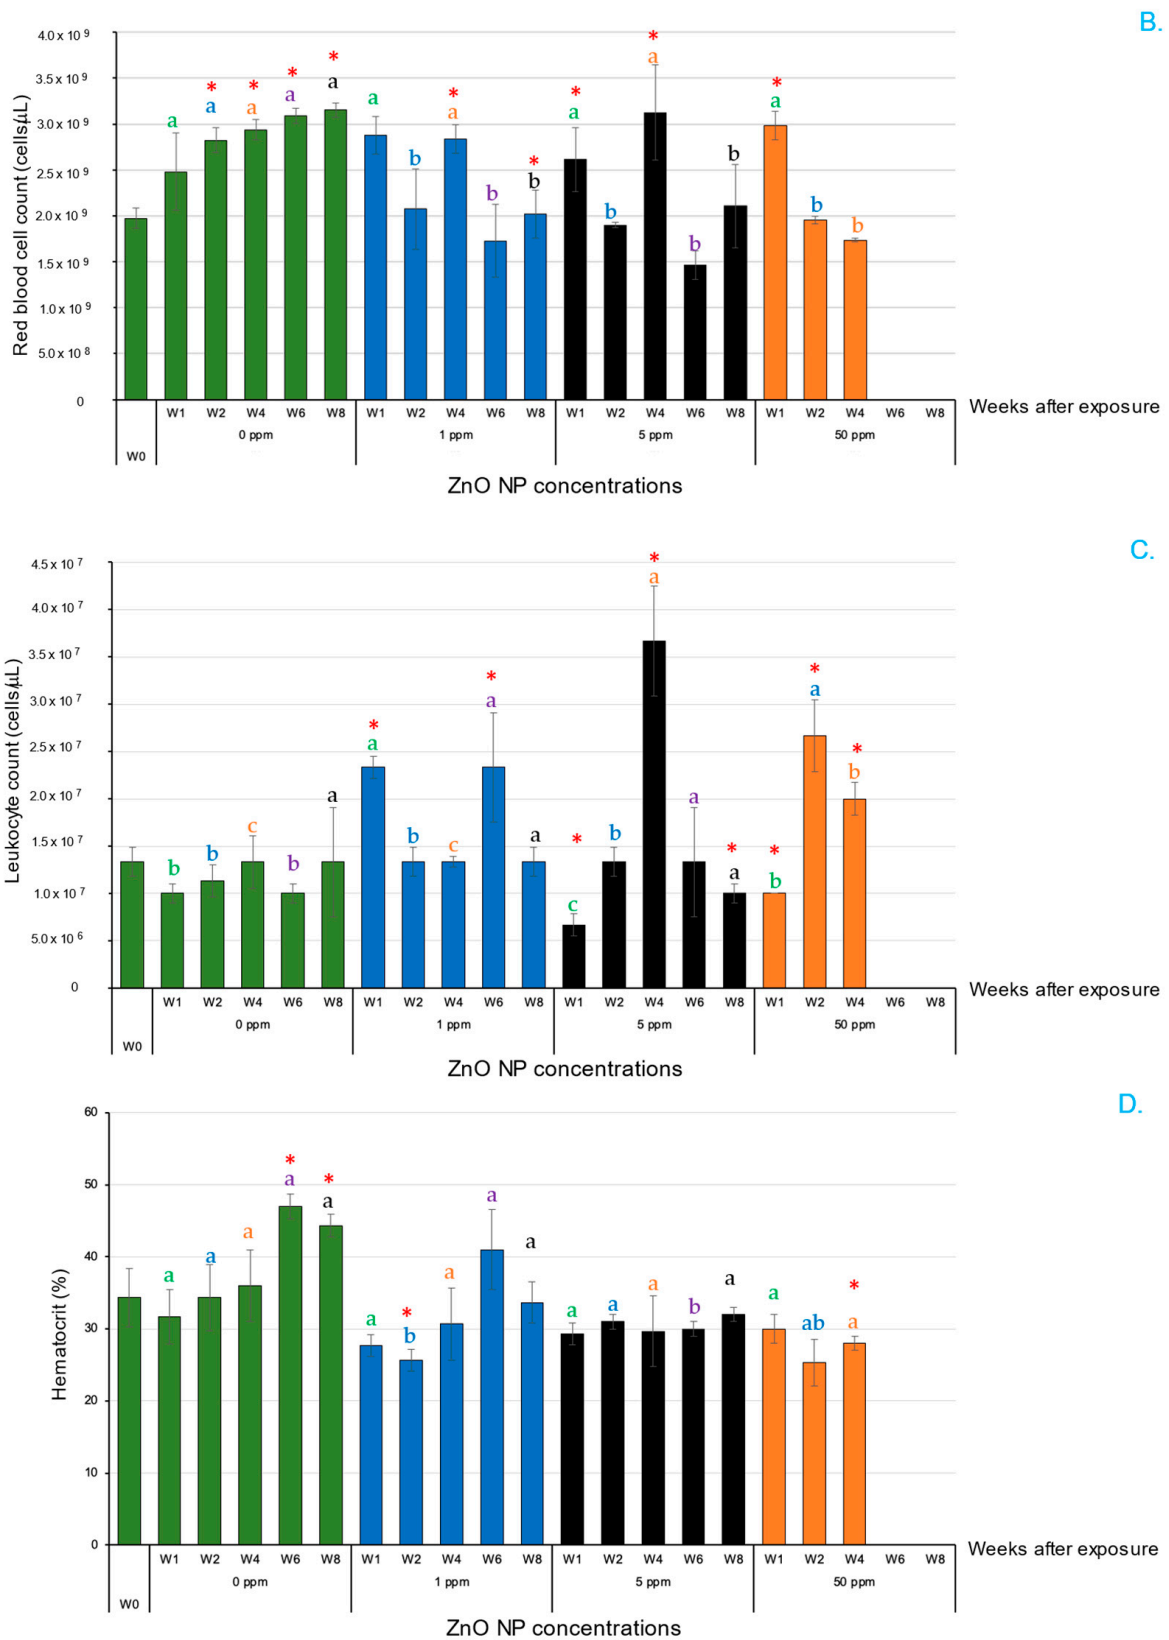 B.
Red blood cell count (cells/µL)
4.0 x 10 9
3.5 x 10 9
3.0 x 10 9
2.5 x 10 9
2.0 x 10 9
1.5 x 10 9
1.0 x 10 9
5.0 x 10 8
0
* * * * * * * * * *
a a a a a a b a b b a b a b b a b b
W1 W2 W4 W6 W8 W1 W2 W4 W6 W8 W1 W2 W4 W6 W8 W1 W2 W4 W6 W8
Weeks after exposure
0 ppm 1 ppm 5 ppm 50 ppm
W0
ZnO NP concentrations
C.
Leukocyte count (cells/µL)
4.5 x 10 7
4.0 x 10 7
3.5 x 10 7
3.0 x 10 7
2.5 x 10 7
2.0 x 10 7
1.5 x 10 7
1.0 x 10 7
5.0 x 10 6
0
* * * * * * * *
b b c b a a b c a a c b a a a b a b
W1 W2 W4 W6 W8 W1 W2 W4 W6 W8 W1 W2 W4 W6 W8 W1 W2 W4 W6 W8
Weeks after exposure
0 ppm 1 ppm 5 ppm 50 ppm
W0
ZnO NP concentrations
D.
Hematocrit (%)
60
50
40
30
20
10
0
* * * *
a a a a a a b a a a a a a b a a ab a
W1 W2 W4 W6 W8 W1 W2 W4 W6 W8 W1 W2 W4 W6 W8 W1 W2 W4 W6 W8
Weeks after exposure
0 ppm 1 ppm 5 ppm 50 ppm
W0
ZnO NP concentrations